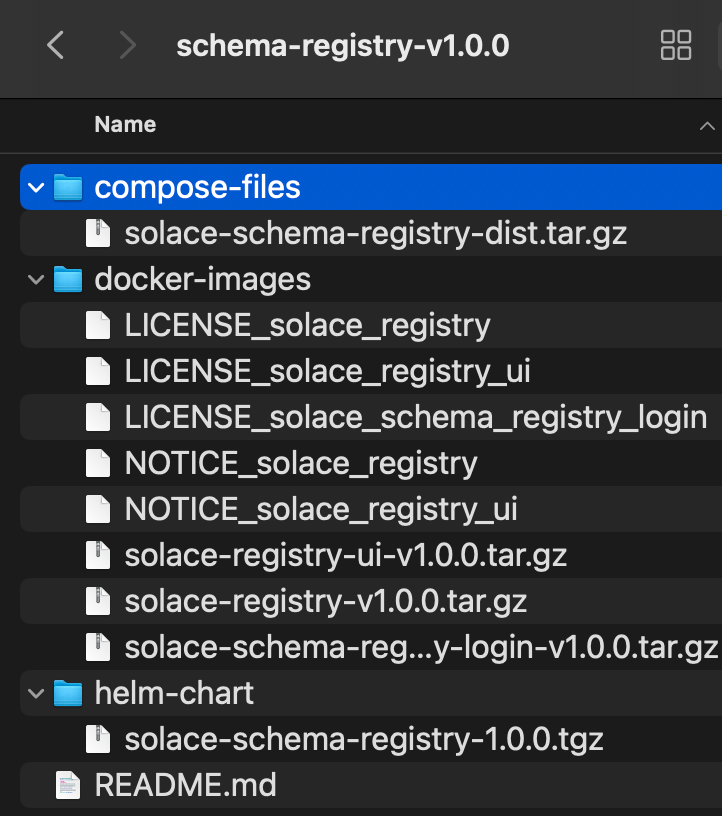 schema-registry-v1.0.0
Name
compose-files
solace-schema-registry-dist.tar.gz
docker-images
LICENSE_solace_registry
LICENSE_solace_registry_ui
LICENSE_solace_schema_registry_login
NOTICE_solace_registry
NOTICE_solace_registry_ui
solace-registry-ui-v1.0.0.tar.gz
solace-registry-v1.0.0.tar.gz
solace-schema-reg...y-login-v1.0.0.tar.gz
helm-chart
solace-schema-registry-1.0.0.tgz
README.md